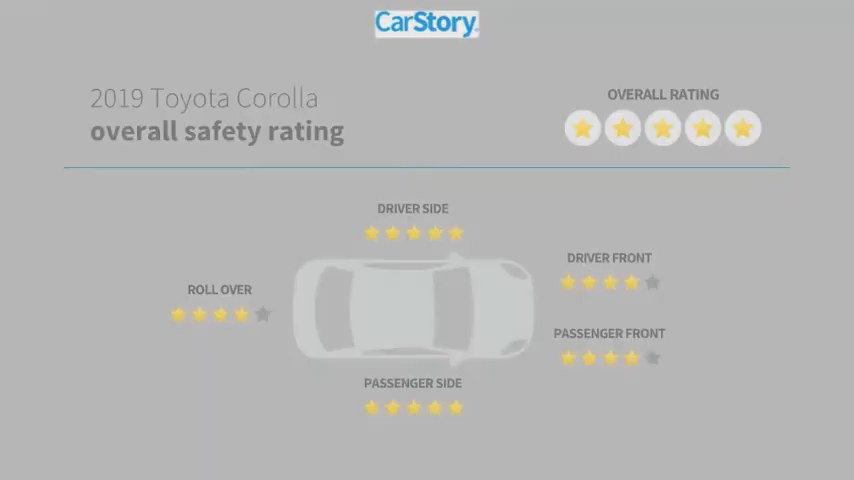 CarStory
2019 Toyota Corolla
overall safety rating
OVERALL RATING
DRIVER SIDE
DRIVER FRONT
ROLL OVER
PASSENGER FRONT
PASSENGER SIDE